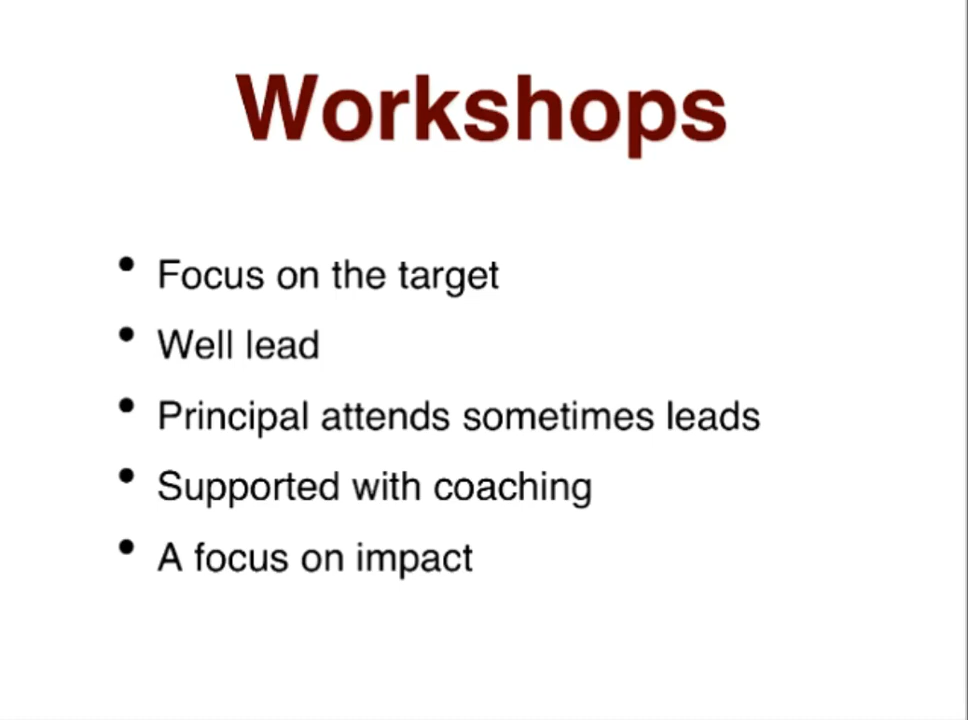 Workshops
• Focus on the target
• Well lead
• Principal attends sometimes leads
• Supported with coaching
• A focus on impact